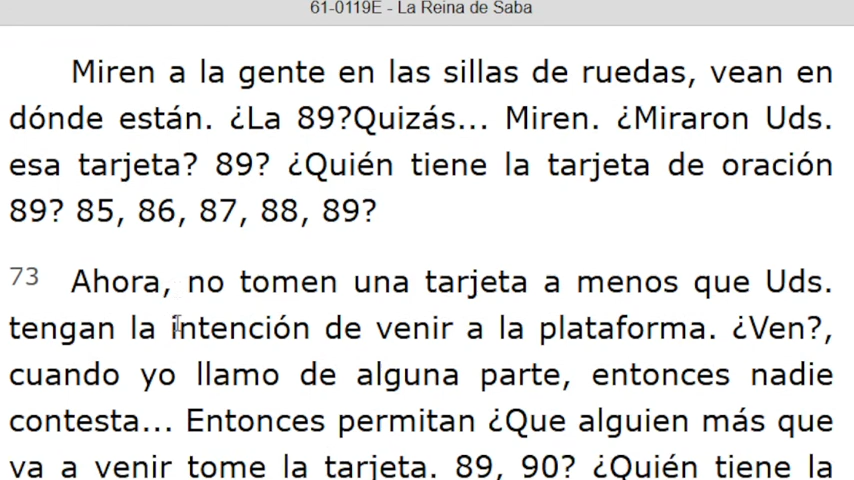 61-0119E - La Reina de Saba
Miren a la gente en las sillas de ruedas, vean en
dónde están. ¿La 89?Quizás... Miren. ¿Miraron Uds.
esa tarjeta? 89? ¿Quién tiene la tarjeta de oración
89? 85, 86, 87, 88, 89?
73 Ahora, no tomen una tarjeta a menos que Uds.
tengan la intención de venir a la plataforma. ¿Ven?,
cuando yo llamo de alguna parte, entonces nadie
contesta... Entonces permitan ¿Que alguien más que
va a venir tome la tarjeta. 89, 90? ¿Quién tiene la